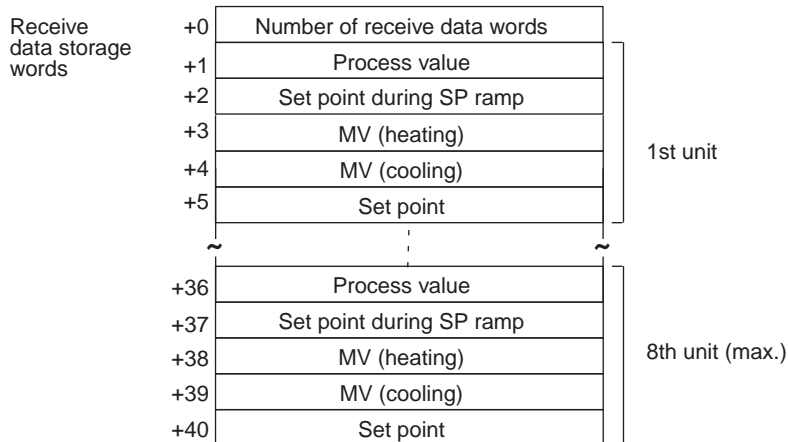 Receive
data storage
words
+0 Number of receive data words
+1 Process value
+2 Set point during SP ramp
+3 MV (heating)
+4 MV (cooling)
+5 Set point
1st unit
~ ~
+36 Process value
+37 Set point during SP ramp
+38 MV (heating)
+39 MV (cooling)
+40 Set point
8th unit (max.)